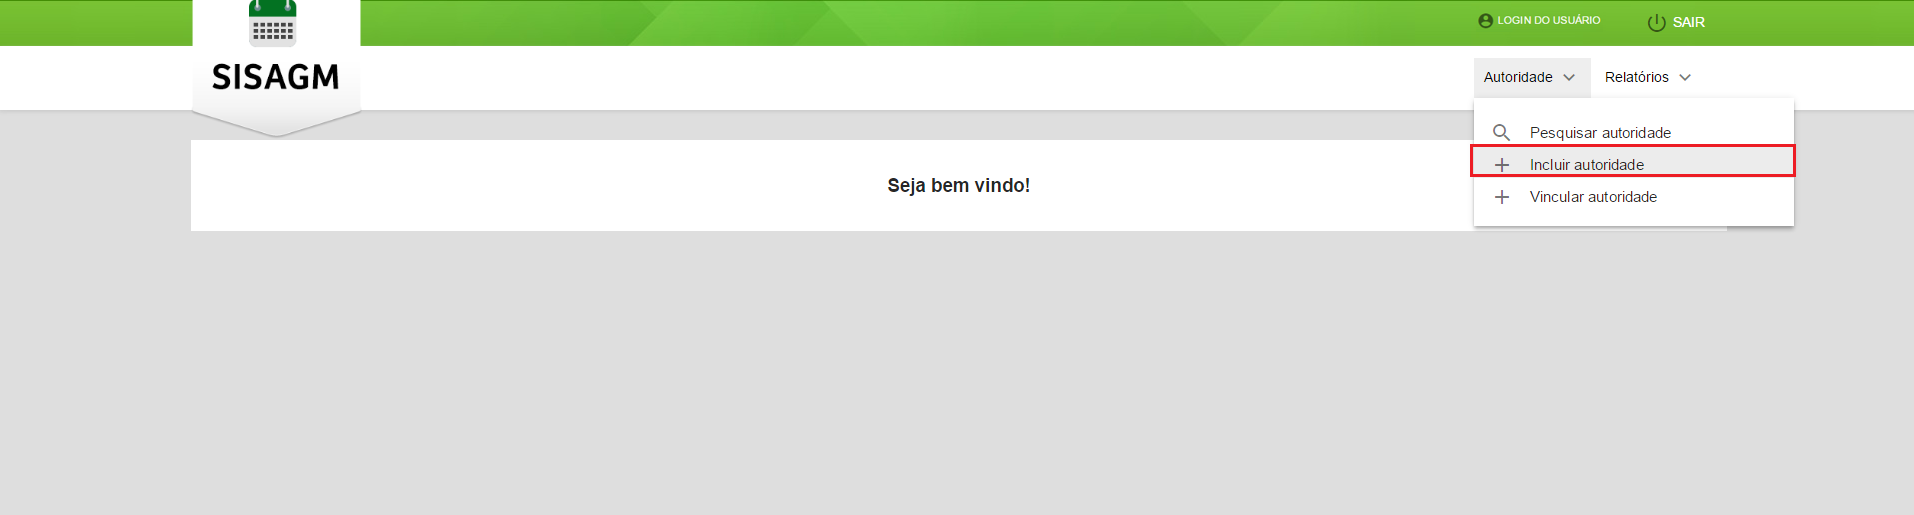 LOGIN DO USUÁRIO
SAIR
SISAGM
Autoridade
Relatórios
Pesquisar autoridade
Incluir autoridade
Vincular autoridade
Seja bem vindo!